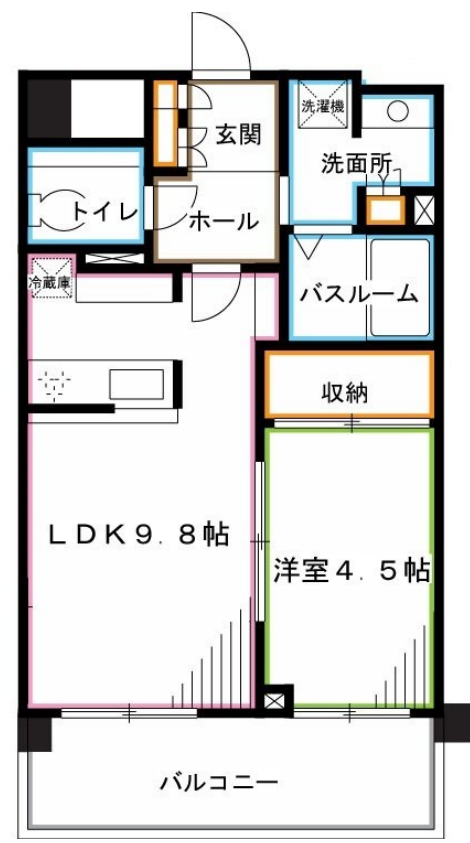 洗濯機
玄関
洗面所
トイレ
ホール
冷蔵庫
バスルーム
収納
LDK9.8帖
洋室4.5帖
バルコニー